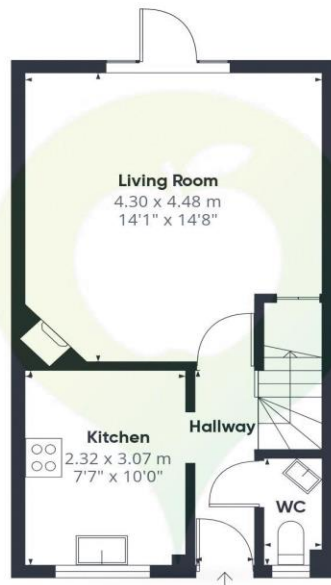 Living Room
4.30 x 4.48 m
14'1" x 14'8"
Kitchen
2.32 x 3.07 m
7'7" x 10'0"
Hallway
WC